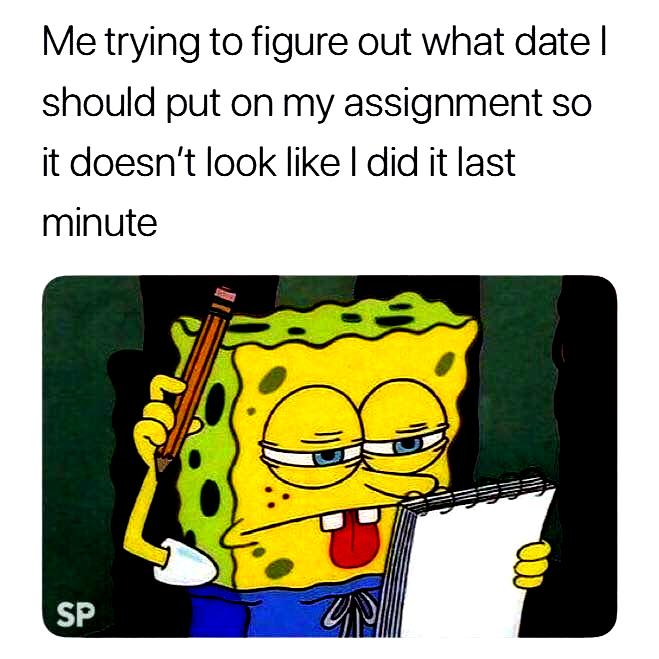 Me trying to figure out what date I
should put on my assignment so
it doesn’t look like I did it last
minute
SP